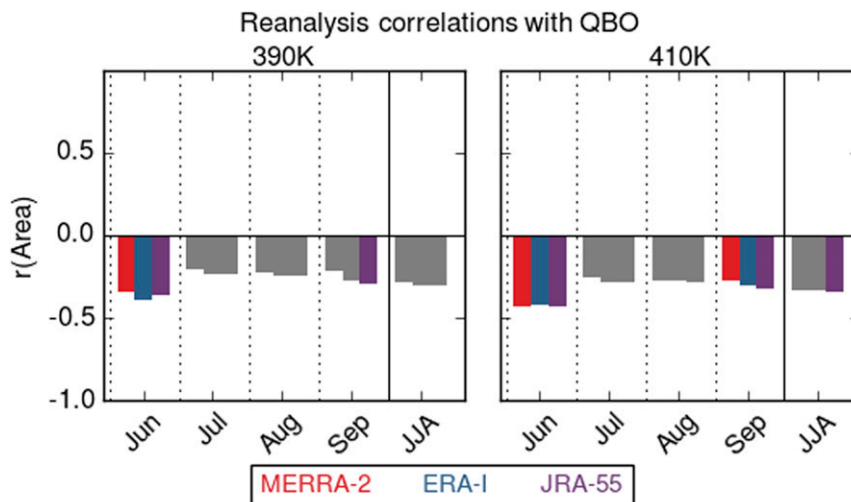 Reanalysis correlations with QBO
390K 410K
r(Area)
0.5
0.0
-0.5
-1.0
Jun Jul Aug Sep JJA Jun Jul Aug Sep JJA
MERRA-2 ERA-I JRA-55